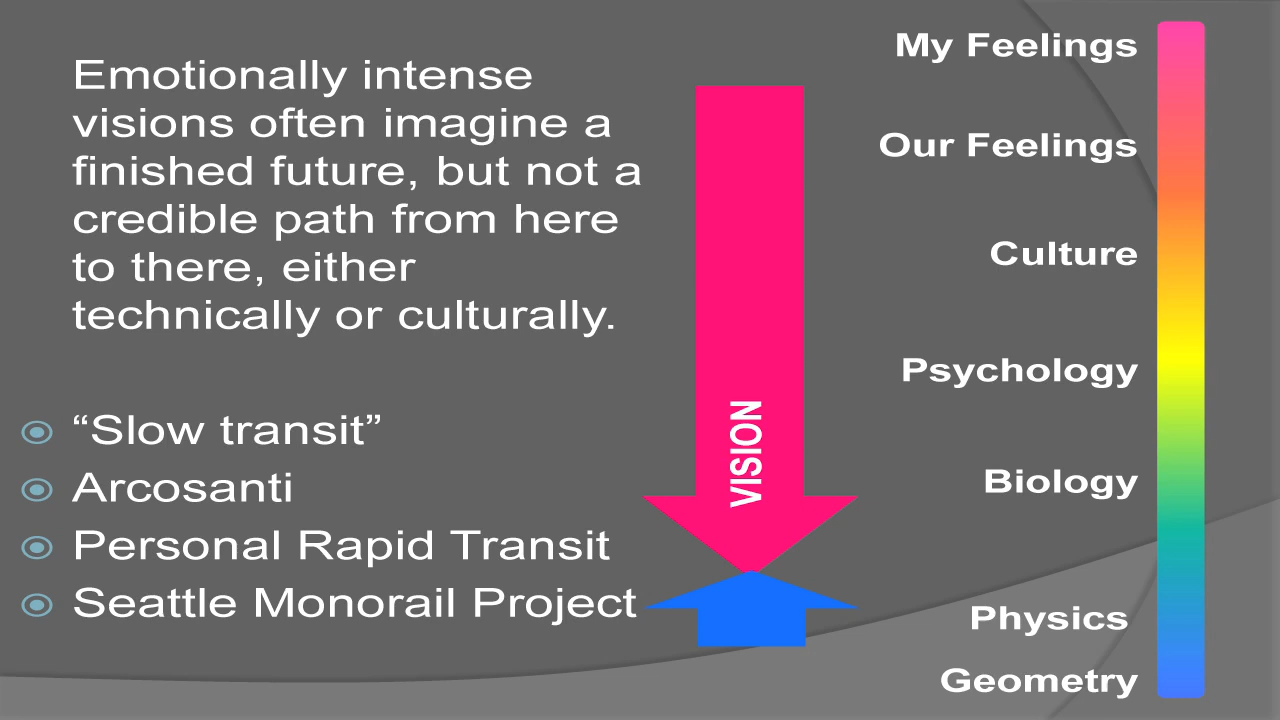 Emotionally intense
visions often imagine a
finished future, but not a
credible path from here
to there, either
technically or culturally.
“Slow transit”
Arcosanti
Personal Rapid Transit
Seattle Monorail Project
VISION
My Feelings
Our Feelings
Culture
Psychology
Biology
Physics
Geometry